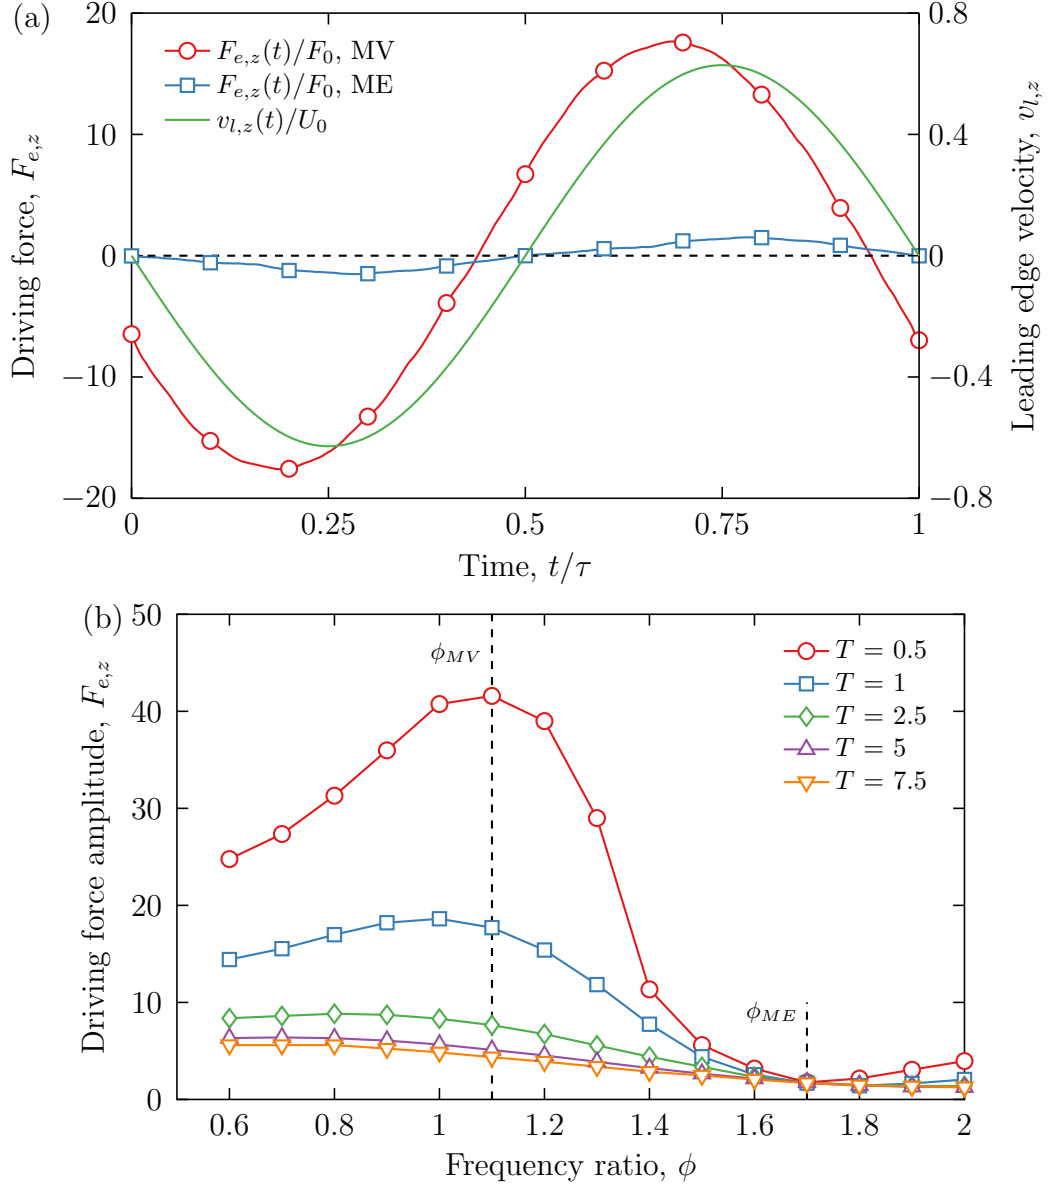 (a)
20
10
0
−10
−20
Driving force, F_{e,z}
F_{e,z}(t)/F_0, MV
F_{e,z}(t)/F_0, ME
v_{l,z}(t)/U_0
0.8
0.4
0
−0.4
−0.8
Leading edge velocity, v_{l,z}
0 0.25 0.5 0.75 1
Time, t/τ
(b)
50
40
30
20
10
0
Driving force amplitude, F_{e,z}
ϕ_{MV}
ϕ_{ME}
T = 0.5
T = 1
T = 2.5
T = 5
T = 7.5
0.6 0.8 1 1.2 1.4 1.6 1.8 2
Frequency ratio, ϕ